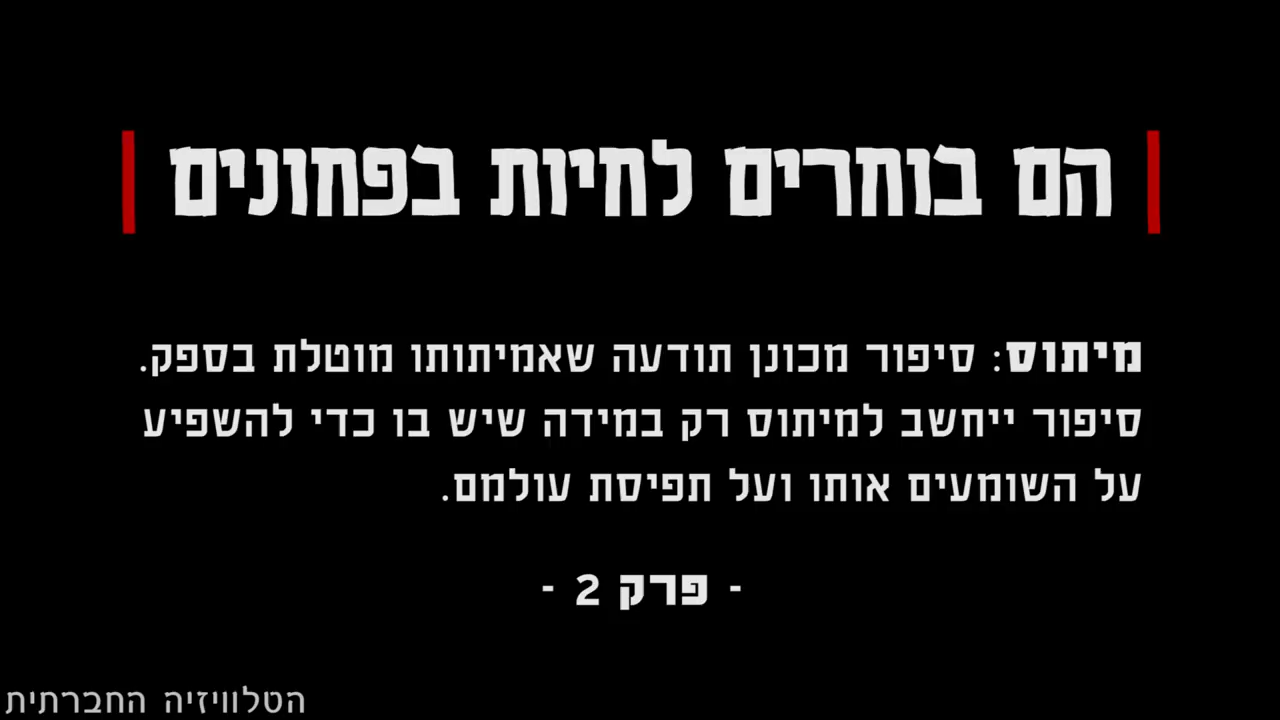 הם בוחרים לחיות בפחונים
מיתוס: סיפור מכונן תודעה שאמיתותו מוטלת בספק.
סיפור ייחשב למיתוס רק במידה שיש בו כדי להשפיע
על השומעים אותו ועל תפיסת עולמם.
- פרק 2 -
הטלוויזיה החברתית